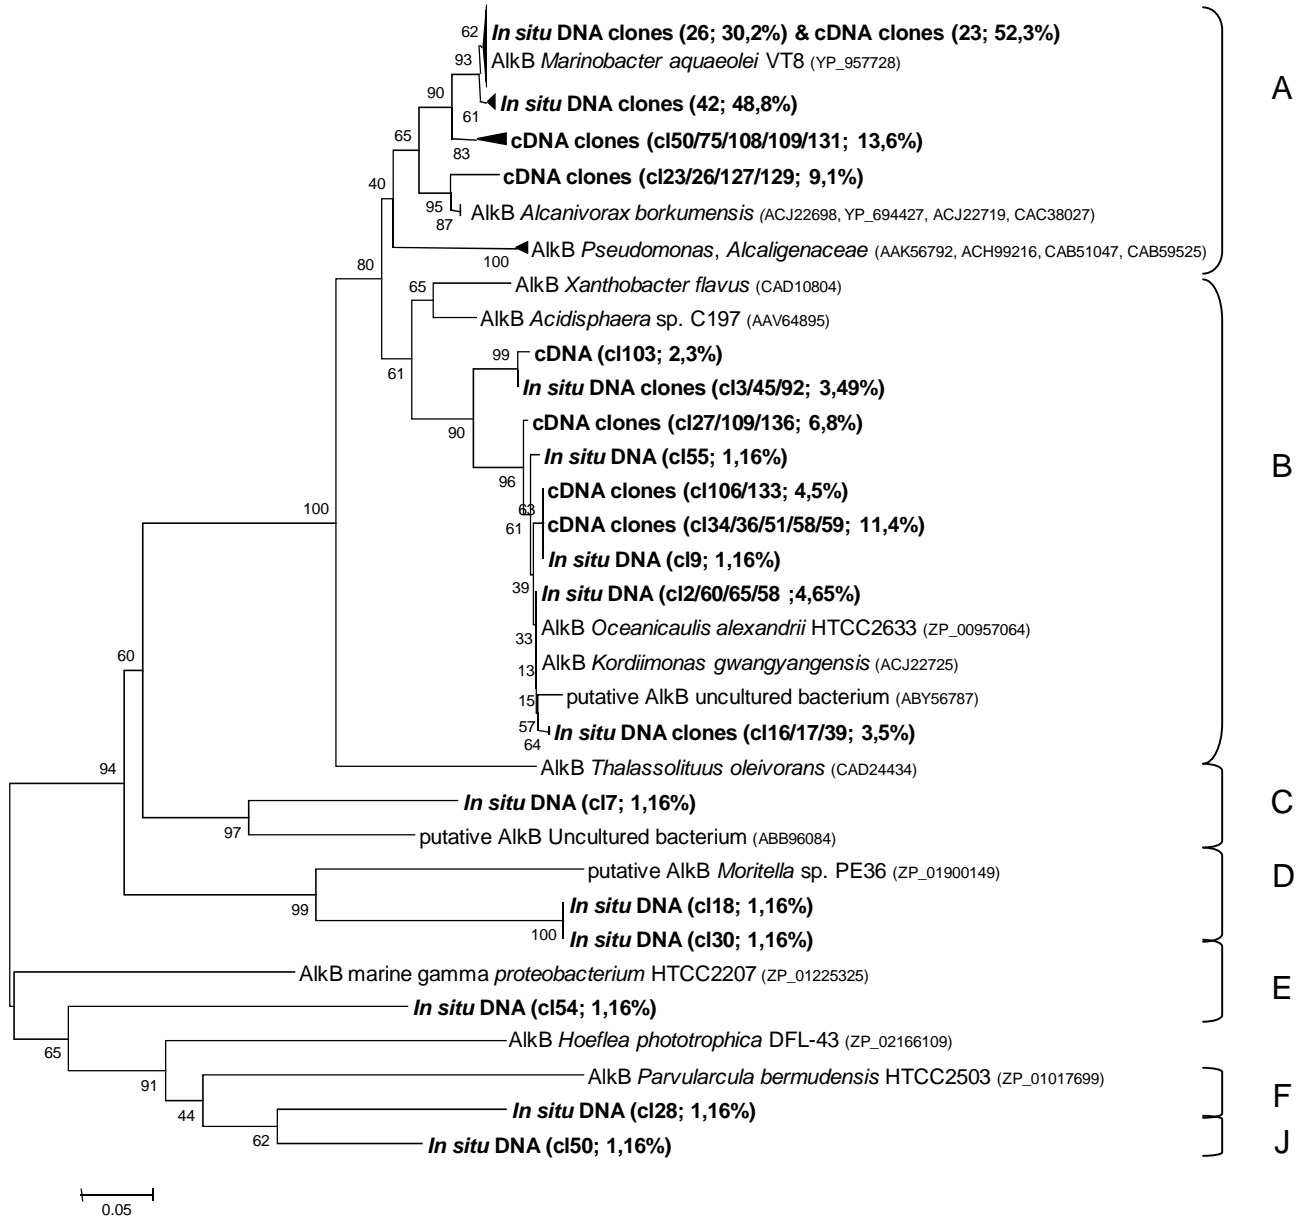 62
In situ DNA clones (26; 30,2%) & cDNA clones (23; 52,3%)
93
AlkB Marinobacter aquaeolei VT8 (YP_957728)
A
90
In situ DNA clones (42; 48,8%)
61
65
cDNA clones (cl50/75/108/109/131; 13,6%)
83
40
cDNA clones (cl23/26/127/129; 9,1%)
95
AlkB Alcanivorax borkumensis (ACJ22698, YP_694427, ACJ22719, CAC38027)
87
AlkB Pseudomonas, Alcaligenaceae (AAK56792, ACH99216, CAB51047, CAB59525)
100
80
65
AlkB Xanthobacter flavus (CAD10804)
AlkB Acidisphaera sp. C197 (AAV64895)
99
cDNA (cl103; 2,3%)
61
In situ DNA clones (cl3/45/92; 3,49%)
cDNA clones (cl27/109/136; 6,8%)
90
In situ DNA (cl55; 1,16%)
B
96
cDNA clones (cl106/133; 4,5%)
63
100
61
cDNA clones (cl34/36/51/58/59; 11,4%)
In situ DNA (cl9; 1,16%)
39
In situ DNA (cl2/60/65/58 ;4,65%)
AlkB Oceanicaulis alexandrii HTCC2633 (ZP_00957064)
33
60
AlkB Kordiimonas gwangyangensis (ACJ22725)
13
putative AlkB uncultured bacterium (ABY56787)
15
57
In situ DNA clones (cl16/17/39; 3,5%)
64
94
AlkB Thalassolituus oleivorans (CAD24434)
In situ DNA (cl7; 1,16%)
C
97
putative AlkB Uncultured bacterium (ABB96084)
putative AlkB Moritella sp. PE36 (ZP_01900149)
D
99
In situ DNA (cl18; 1,16%)
100
In situ DNA (cl30; 1,16%)
AlkB marine gamma proteobacterium HTCC2207 (ZP_01225325)
E
In situ DNA (cl54; 1,16%)
65
AlkB Hoeflea phototrophica DFL-43 (ZP_02166109)
91
AlkB Parvularcula bermudensis HTCC2503 (ZP_01017699)
F
44
In situ DNA (cl28; 1,16%)
62
In situ DNA (cl50; 1,16%)
J
0.05